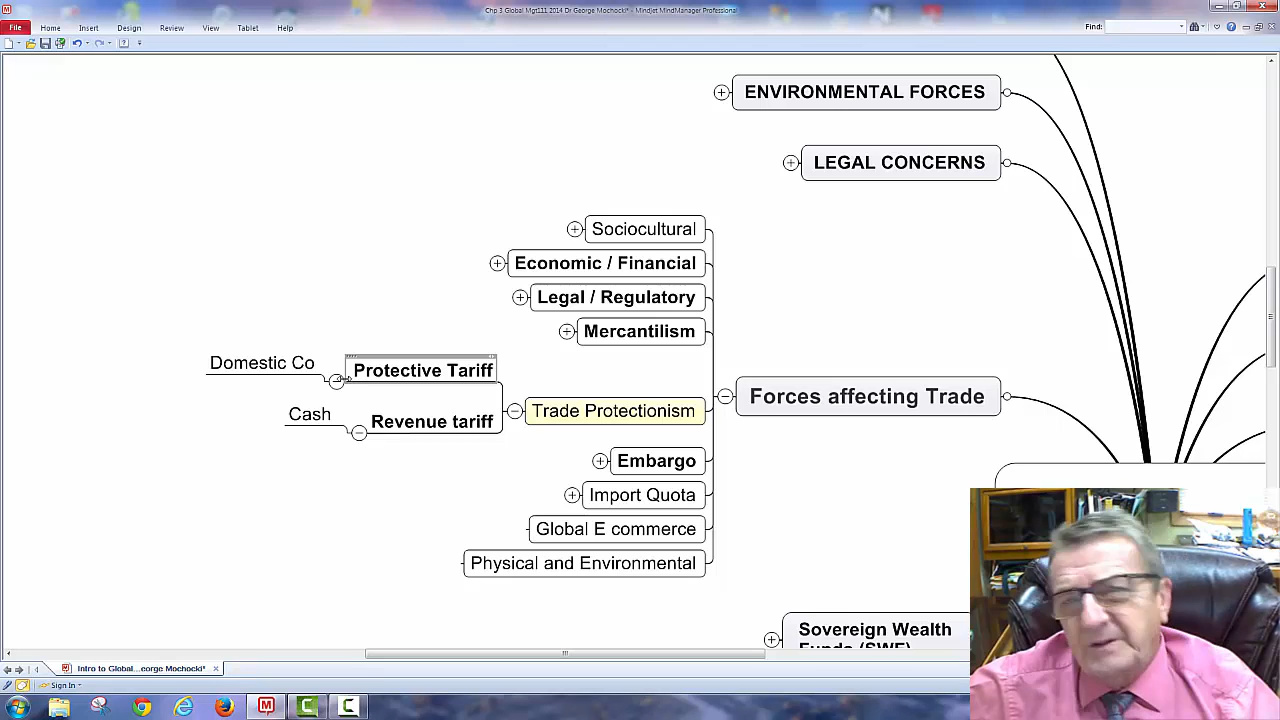 Chp 3 Global Mgt111 2014 Dr George Mochocki* - Mindjet MindManager Professional
File Home Insert Design Review View Tablet Help Find:
ENVIRONMENTAL FORCES
LEGAL CONCERNS
Sociocultural
Economic / Financial
Legal / Regulatory
Mercantilism
Domestic Co
Protective Tariff
Forces affecting Trade
Trade Protectionism
Cash
Revenue tariff
Embargo
Import Quota
Global E commerce
Physical and Environmental
Sovereign Wealth
Funds (SWF)
Intro to Global...eorge Mochocki*
Sign In